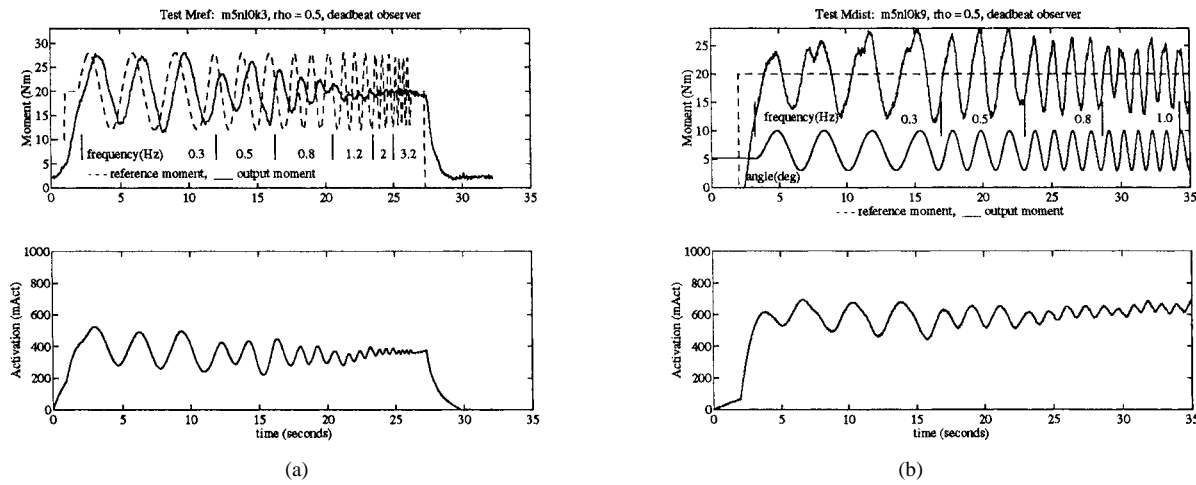 Test Mref: m5nl0k3, rho = 0.5, deadbeat observer
Moment (Nm)
30
25
20
15
10
5
0
frequency(Hz) 0.3 0.5 0.8 1.2 2 3.2
reference moment, output moment
0 5 10 15 20 25 30 35
Activation (mAct)
1000
800
600
400
200
0
0 5 10 15 20 25 30 35
time (seconds)
(a)
Test Mdist: m5nl0k9, rho = 0.5, deadbeat observer
Moment (Nm)
25
20
15
10
5
0
frequency(Hz) 0.3 0.5 0.8 1.0
angle(deg)
0 5 10 15 20 25 30 35
reference moment, output moment
Activation (mAct)
1000
800
600
400
200
0
0 5 10 15 20 25 30 35
time (seconds)
(b)